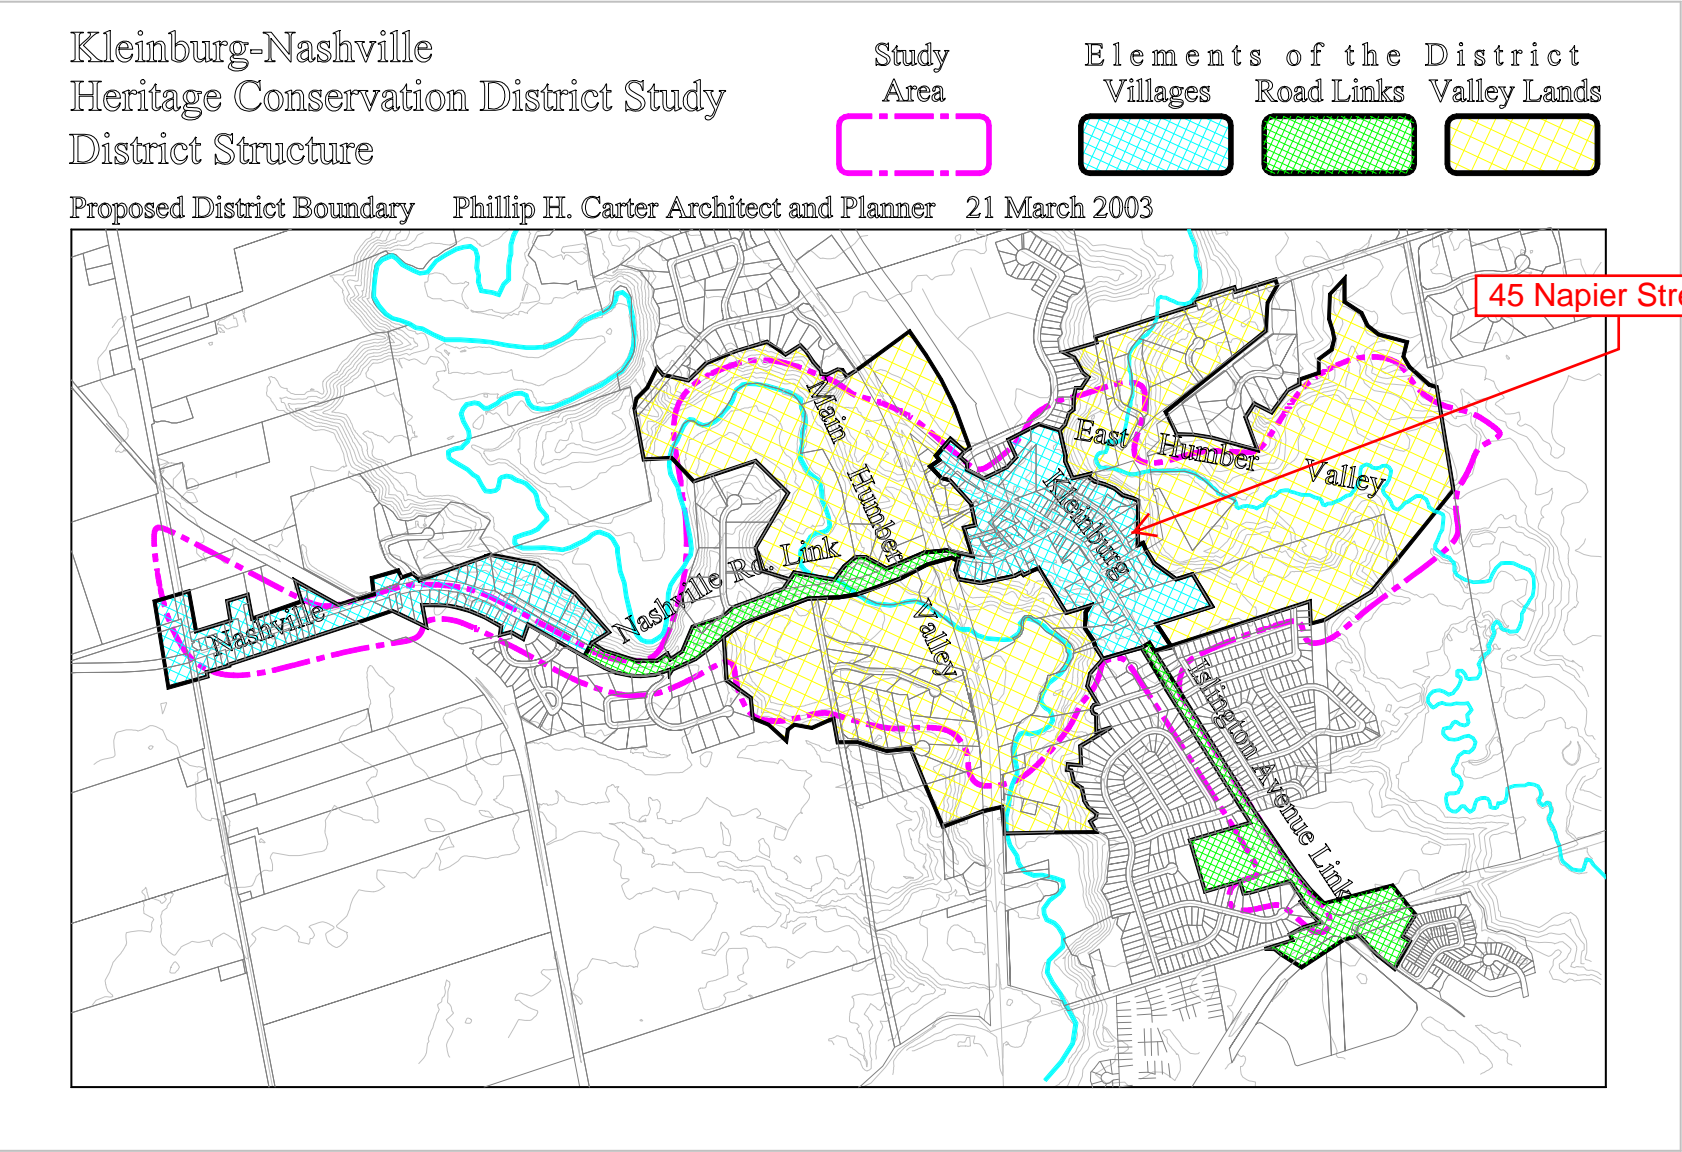 Kleinburg-Nashville
Heritage Conservation District Study
District Structure
Study
Area
Elements of the District
Villages
Road Links
Valley Lands
Proposed District Boundary Phillip H. Carter Architect and Planner 21 March 2003
45 Napier
Main
Humber
Valley
East Humber Valley
Kleinburg
Nashville Rd. Link
Nashville
Islington Avenue Link